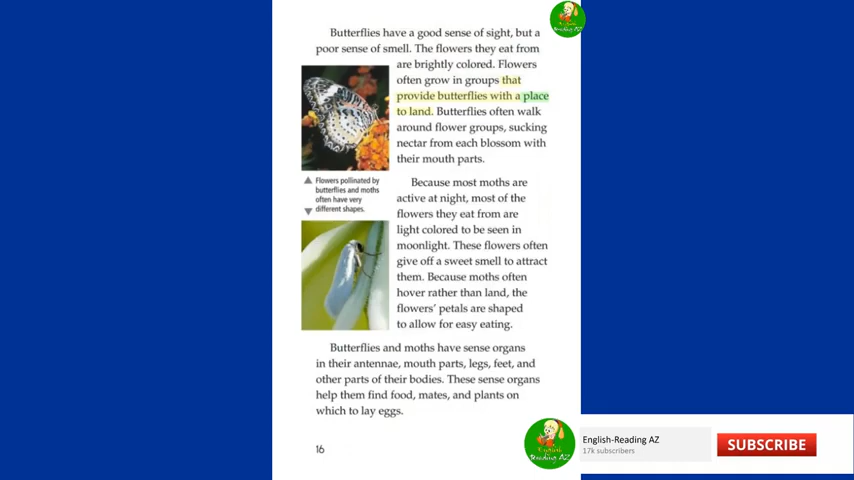 Butterflies have a good sense of sight, but a
poor sense of smell. The flowers they eat from
are brightly colored. Flowers
often grow in groups that
provide butterflies with a place
to land. Butterflies often walk
around flower groups, sucking
nectar from each blossom with
their mouth parts.
▲ Flowers pollinated by
butterflies and moths
often have very
▼ different shapes.
Because most moths are
active at night, most of the
flowers they eat from are
light colored to be seen in
moonlight. These flowers often
give off a sweet smell to attract
them. Because moths often
hover rather than land, the
flowers' petals are shaped
to allow for easy eating.
Butterflies and moths have sense organs
in their antennae, mouth parts, legs, feet, and
other parts of their bodies. These sense organs
help them find food, mates, and plants on
which to lay eggs.
16
English
Reading AZ
English
Reading AZ
English-Reading AZ
17k subscribers
SUBSCRIBE